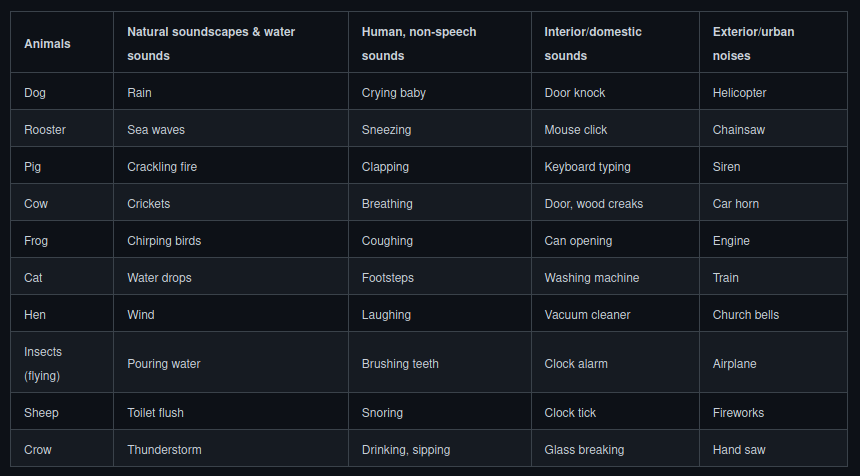 Animals	Natural soundscapes & water sounds	Human, non-speech sounds	Interior/domestic sounds	Exterior/urban noises
Dog	Rain	Crying baby	Door knock	Helicopter
Rooster	Sea waves	Sneezing	Mouse click	Chainsaw
Pig	Crackling fire	Clapping	Keyboard typing	Siren
Cow	Crickets	Breathing	Door, wood creaks	Car horn
Frog	Chirping birds	Coughing	Can opening	Engine
Cat	Water drops	Footsteps	Washing machine	Train
Hen	Wind	Laughing	Vacuum cleaner	Church bells
Insects (flying)	Pouring water	Brushing teeth	Clock alarm	Airplane
Sheep	Toilet flush	Snoring	Clock tick	Fireworks
Crow	Thunderstorm	Drinking, sipping	Glass breaking	Hand saw